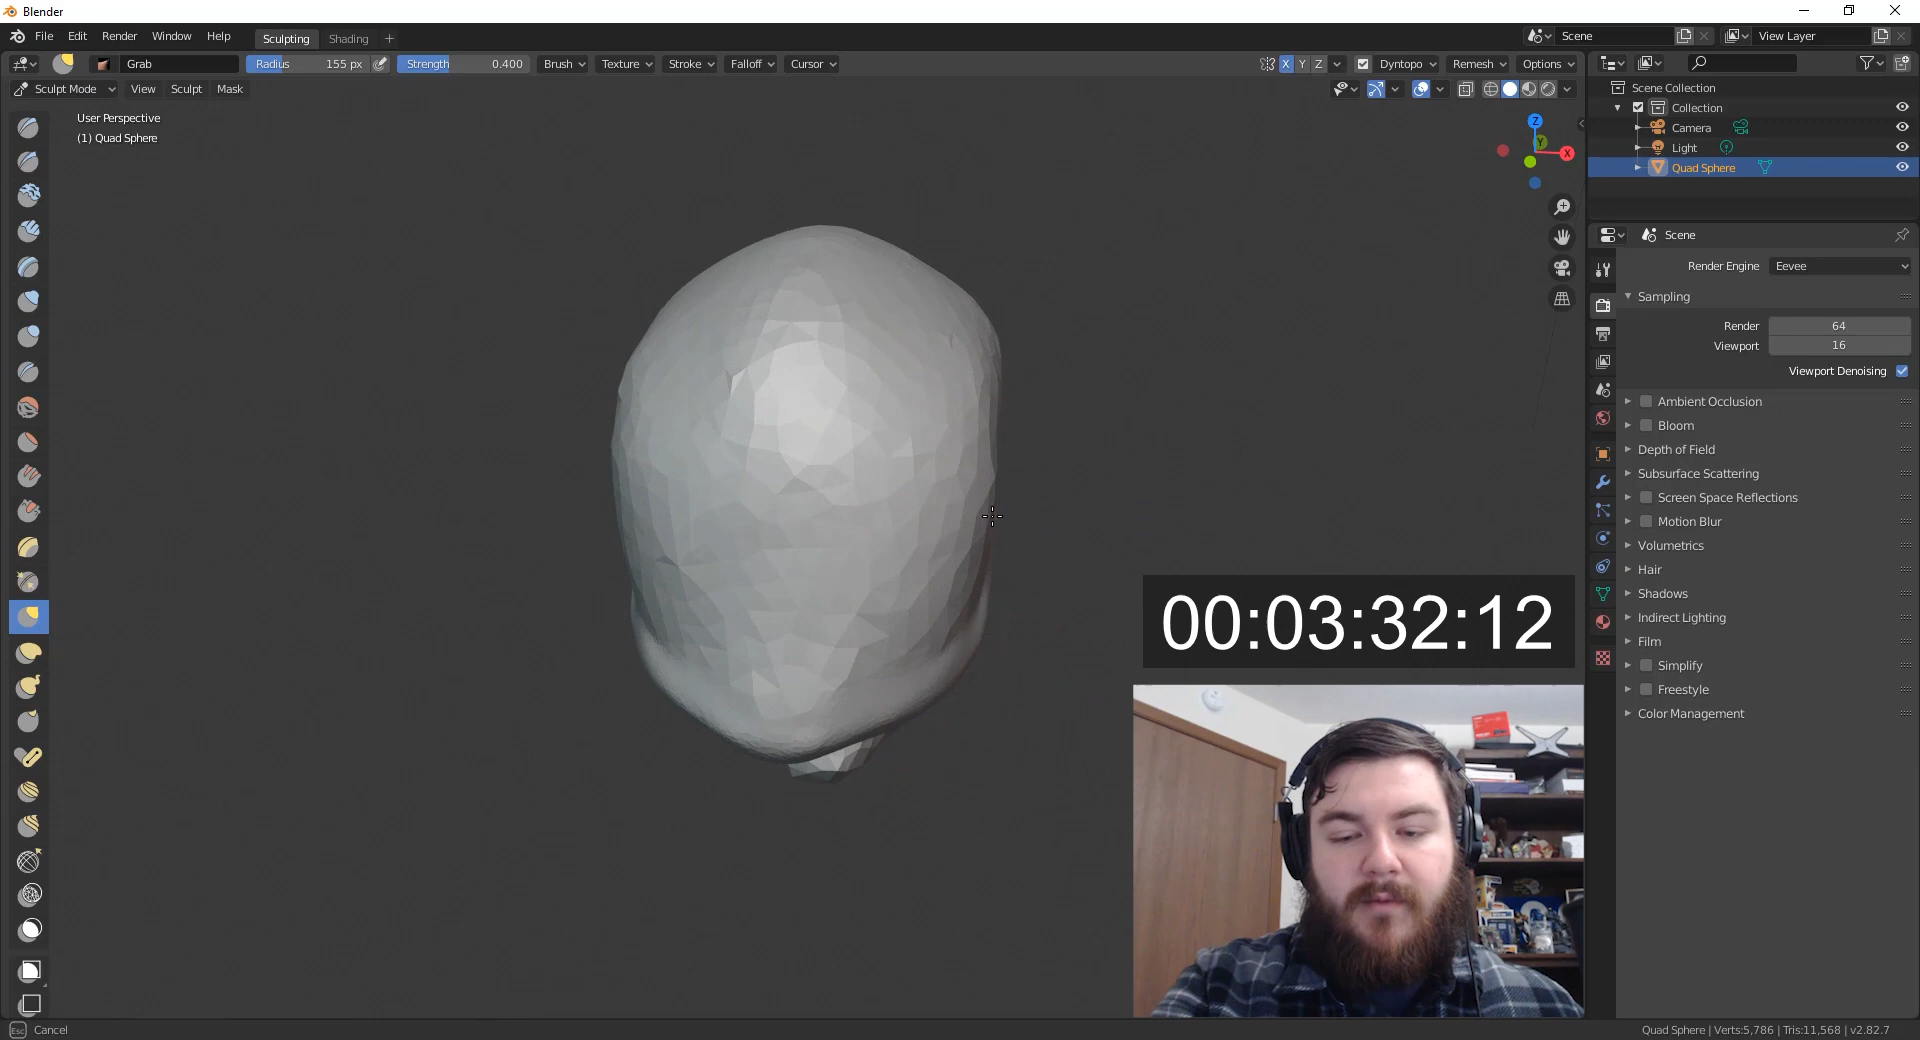 Blender
File Edit Render Window Help Sculpting Shading + Scene View Layer
Grab Radius 155 px Strength 0.400 Brush Texture Stroke Falloff Cursor X Y Z Dyntopo Remesh Options
Sculpt Mode View Sculpt Mask
User Perspective
(1) Quad Sphere
Z
Y
X
Scene Collection
Collection
Camera
Light
Quad Sphere
Scene
Render Engine Eevee
Sampling
Render 64
Viewport 16
Viewport Denoising
Ambient Occlusion
Bloom
Depth of Field
Subsurface Scattering
Screen Space Reflections
Motion Blur
Volumetrics
Hair
Shadows
Indirect Lighting
Film
Simplify
Freestyle
Color Management
00:03:32:12
Esc Cancel
Quad Sphere | Verts:5,786 | Tris:11,568 | v2.82.7